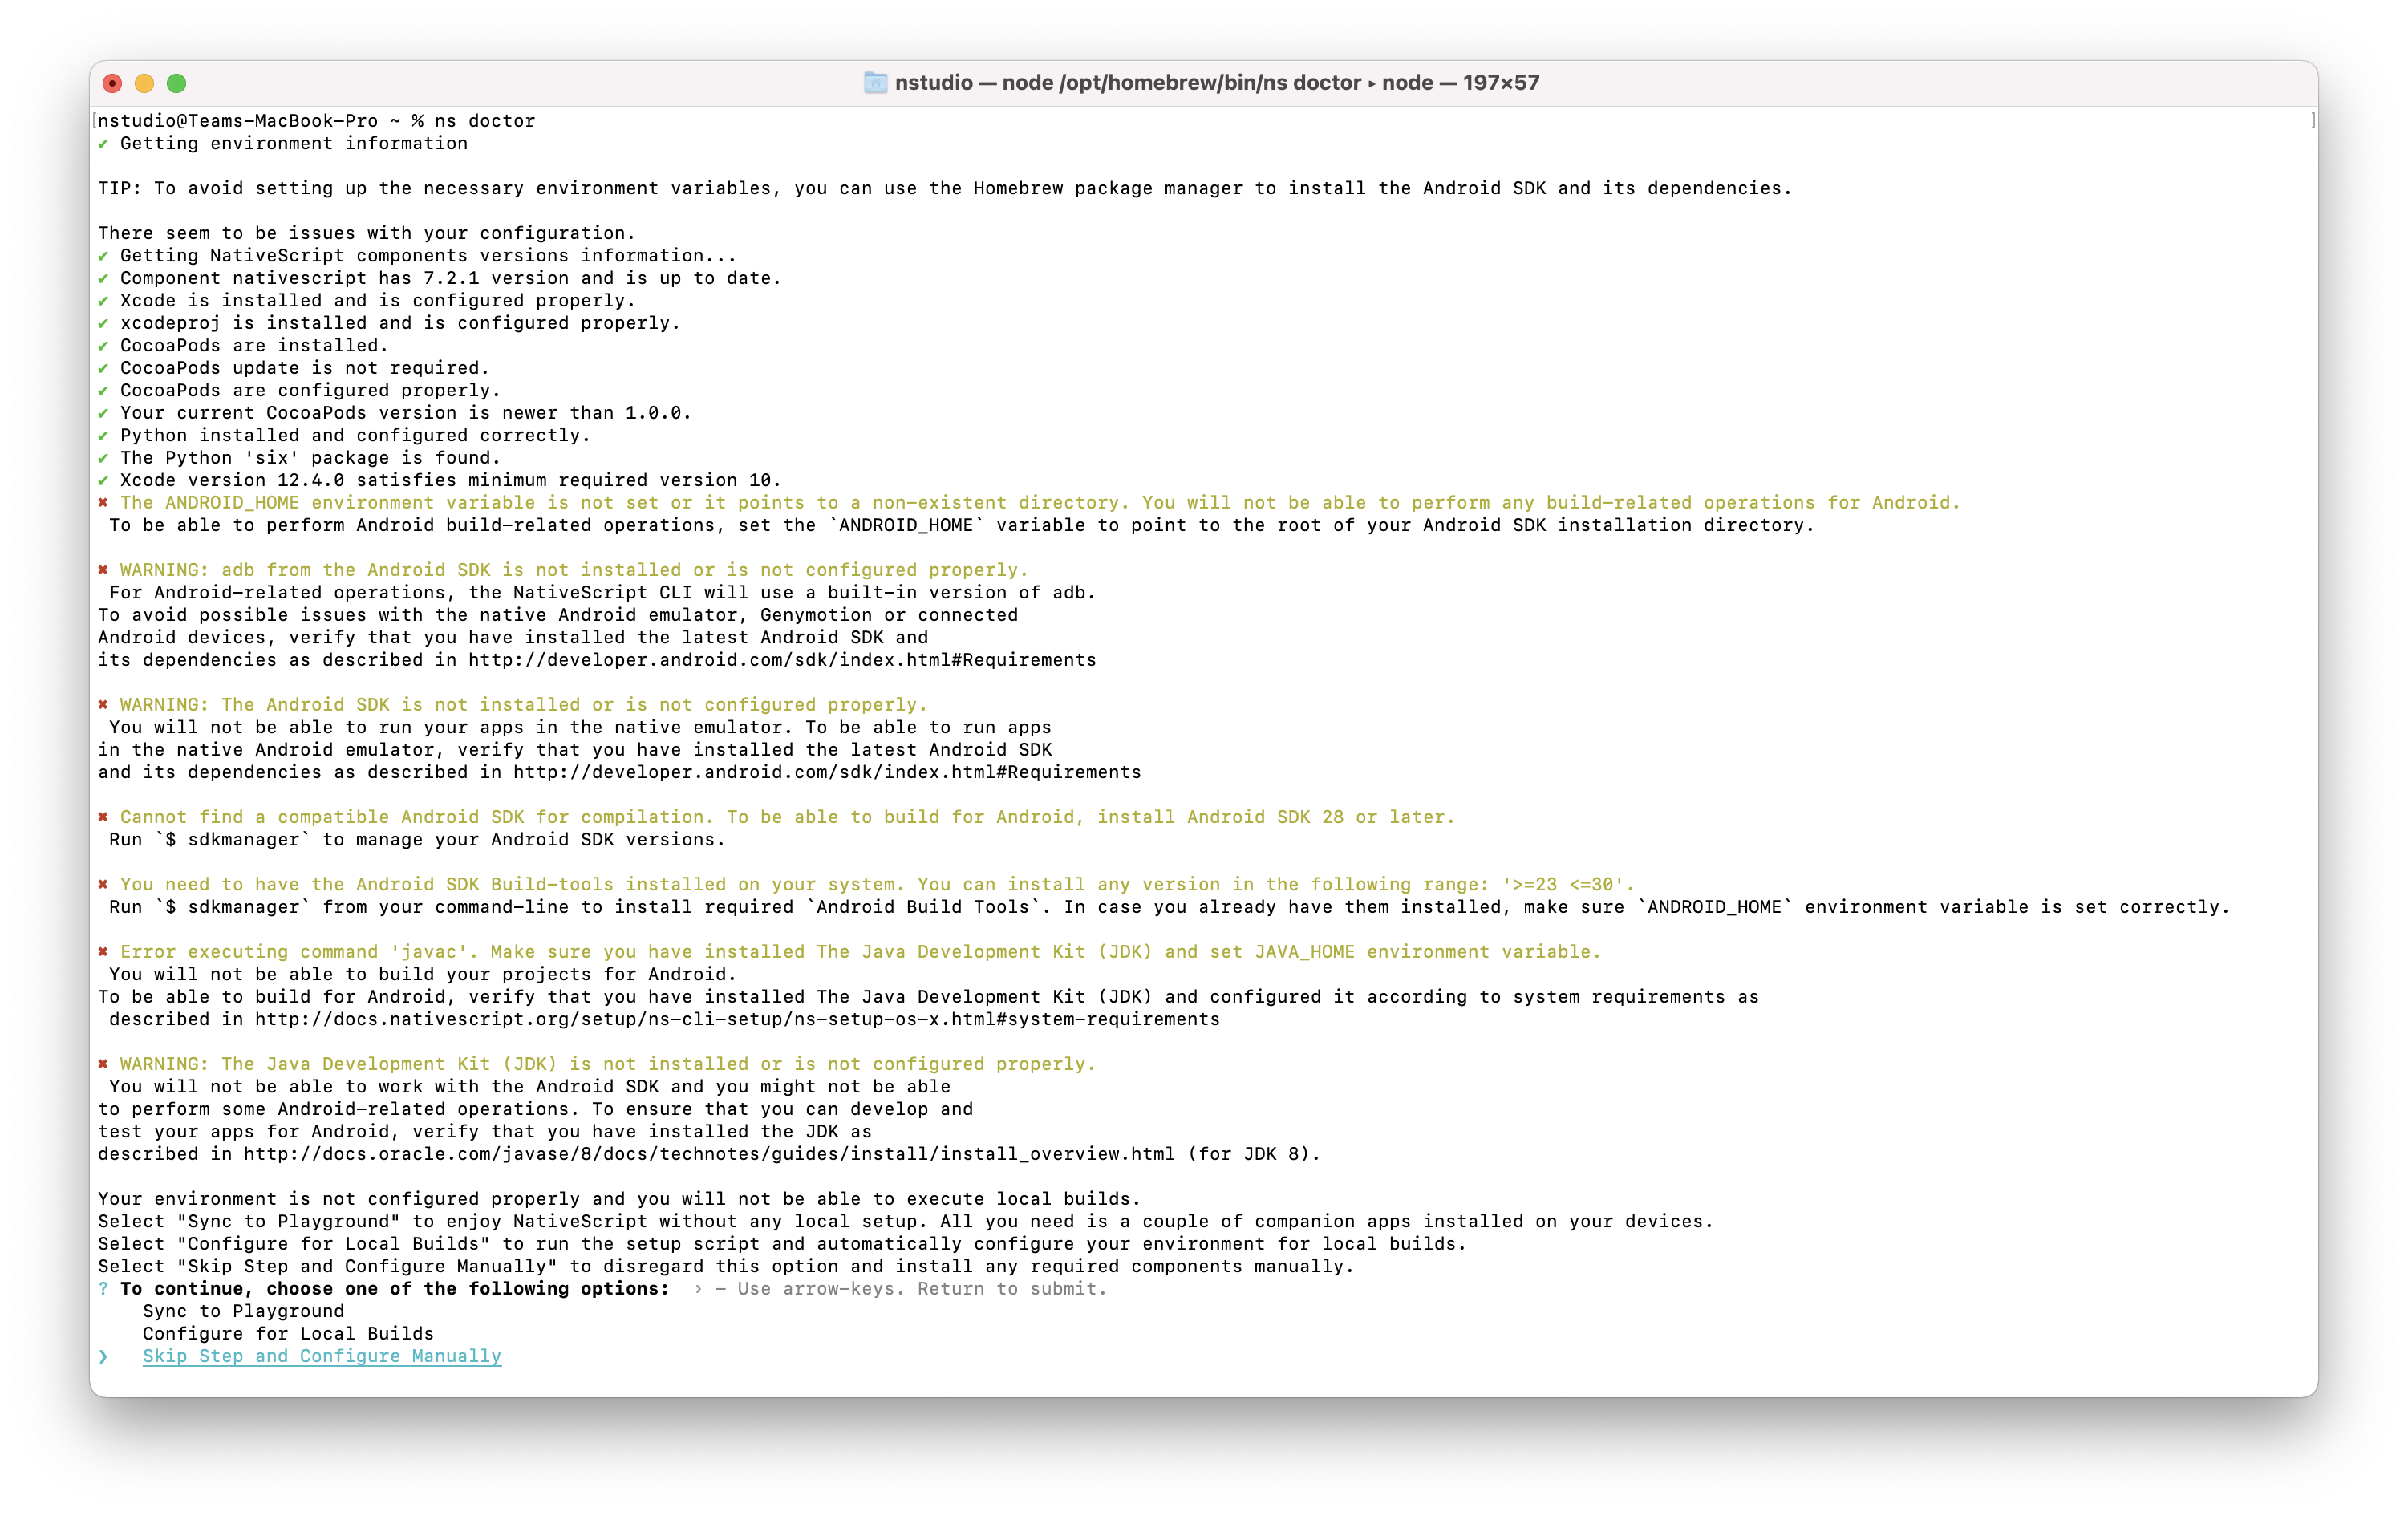 nstudio — node /opt/homebrew/bin/ns doctor ▸ node — 197×57
[nstudio@Teams-MacBook-Pro ~ % ns doctor ]
✔ Getting environment information
TIP: To avoid setting up the necessary environment variables, you can use the Homebrew package manager to install the Android SDK and its dependencies.
There seem to be issues with your configuration.
✔ Getting NativeScript components versions information...
✔ Component nativescript has 7.2.1 version and is up to date.
✔ Xcode is installed and is configured properly.
✔ xcodeproj is installed and is configured properly.
✔ CocoaPods are installed.
✔ CocoaPods update is not required.
✔ CocoaPods are configured properly.
✔ Your current CocoaPods version is newer than 1.0.0.
✔ Python installed and configured correctly.
✔ The Python 'six' package is found.
✔ Xcode version 12.4.0 satisfies minimum required version 10.
✖ The ANDROID_HOME environment variable is not set or it points to a non-existent directory. You will not be able to perform any build-related operations for Android.
To be able to perform Android build-related operations, set the `ANDROID_HOME` variable to point to the root of your Android SDK installation directory.
✖ WARNING: adb from the Android SDK is not installed or is not configured properly.
For Android-related operations, the NativeScript CLI will use a built-in version of adb.
To avoid possible issues with the native Android emulator, Genymotion or connected
Android devices, verify that you have installed the latest Android SDK and
its dependencies as described in http://developer.android.com/sdk/index.html#Requirements
✖ WARNING: The Android SDK is not installed or is not configured properly.
You will not be able to run your apps in the native emulator. To be able to run apps
in the native Android emulator, verify that you have installed the latest Android SDK
and its dependencies as described in http://developer.android.com/sdk/index.html#Requirements
✖ Cannot find a compatible Android SDK for compilation. To be able to build for Android, install Android SDK 28 or later.
Run `$ sdkmanager` to manage your Android SDK versions.
✖ You need to have the Android SDK Build-tools installed on your system. You can install any version in the following range: '>=23 <=30'.
Run `$ sdkmanager` from your command-line to install required `Android Build Tools`. In case you already have them installed, make sure `ANDROID_HOME` environment variable is set correctly.
✖ Error executing command 'javac'. Make sure you have installed The Java Development Kit (JDK) and set JAVA_HOME environment variable.
You will not be able to build your projects for Android.
To be able to build for Android, verify that you have installed The Java Development Kit (JDK) and configured it according to system requirements as
described in http://docs.nativescript.org/setup/ns-cli-setup/ns-setup-os-x.html#system-requirements
✖ WARNING: The Java Development Kit (JDK) is not installed or is not configured properly.
You will not be able to work with the Android SDK and you might not be able
to perform some Android-related operations. To ensure that you can develop and
test your apps for Android, verify that you have installed the JDK as
described in http://docs.oracle.com/javase/8/docs/technotes/guides/install/install_overview.html (for JDK 8).
Your environment is not configured properly and you will not be able to execute local builds.
Select "Sync to Playground" to enjoy NativeScript without any local setup. All you need is a couple of companion apps installed on your devices.
Select "Configure for Local Builds" to run the setup script and automatically configure your environment for local builds.
Select "Skip Step and Configure Manually" to disregard this option and install any required components manually.
? To continue, choose one of the following options: › - Use arrow-keys. Return to submit.
Sync to Playground
Configure for Local Builds
❯ Skip Step and Configure Manually